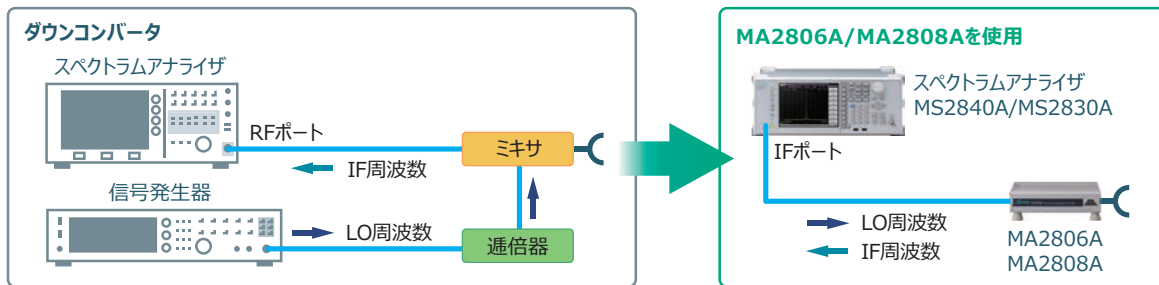 ダウンコンバータ
スペクトラムアナライザ
RFポート
ミキサ
IF周波数
信号発生器
LO周波数
逓倍器
MA2806A/MA2808Aを使用
スペクトラムアナライザ
MS2840A/MS2830A
IFポート
LO周波数
IF周波数
MA2806A
MA2808A